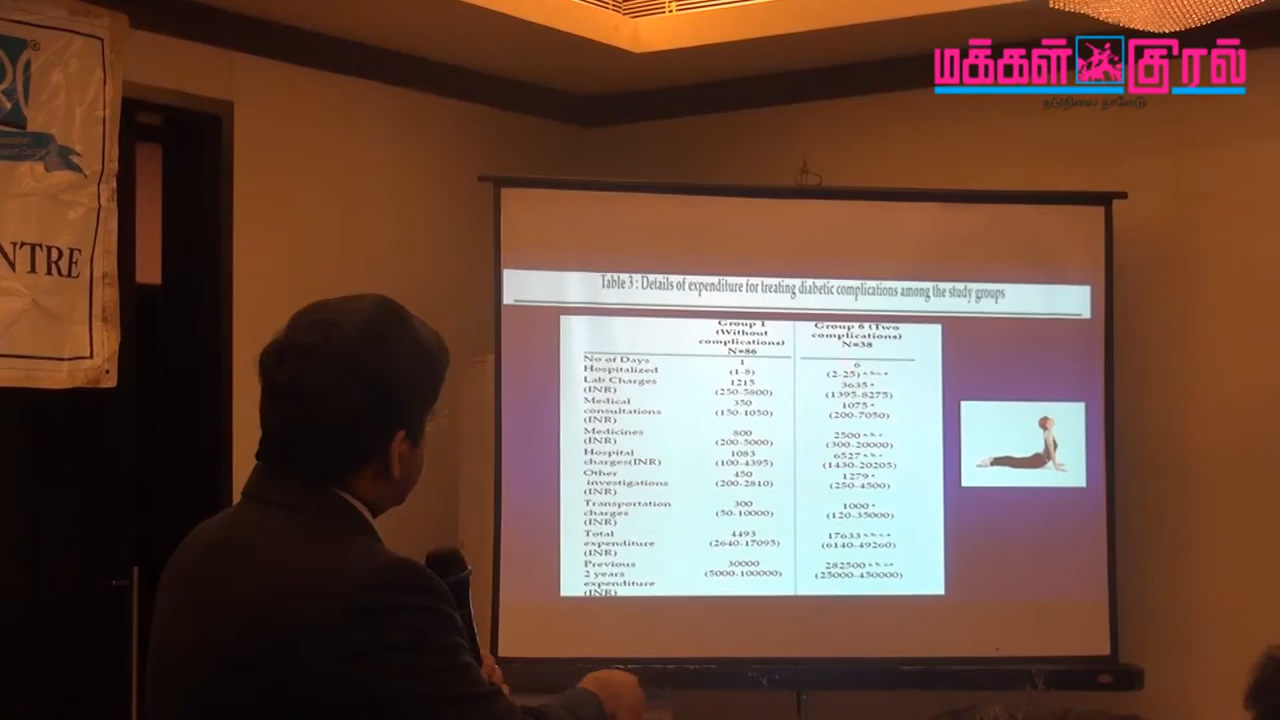 மக்கள் குரல்
நடுநிலை நாளேடு
NTRE
Table 3 : Details of expenditure for treating diabetic complications among the study groups
Group 1 (Without complications) N=86
Group 6 (Two complications) N=38
No of Days Hospitalized 1 (1-8) 6 (2-25)
Lab Charges (INR) 1215 (250-5800) 3635 * (1395-8275)
Medical consultations (INR) 350 (150-1050) 1075 * (200-7050)
Medicines (INR) 800 (200-5000) 2500 (300-20000)
Hospital charges(INR) 1083 (100-4395) 6527 (1430-20205)
Other investigations (INR) 450 (200-2810) 1279 * (250-4500)
Transportation charges (INR) 300 (50-10000) 1000 * (120-35000)
Total expenditure (INR) 4493 (2640-17095) 17633 (6140-49260)
Previous 2 years expenditure (INR) 30000 (5000-100000) 282500 (25000-450000)